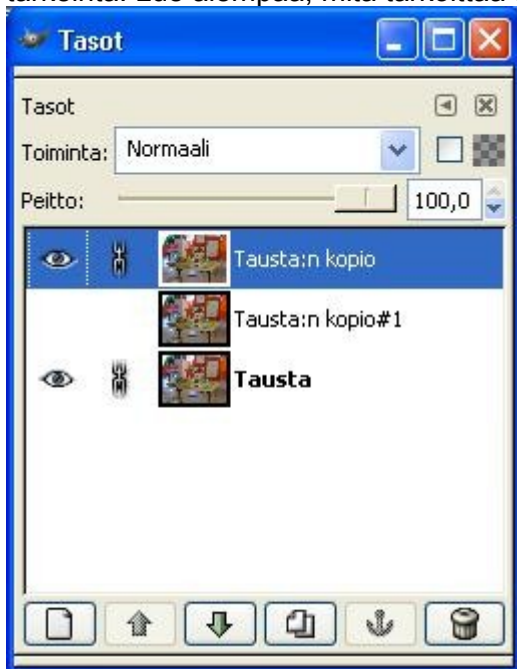 Tasot
Tasot
Toiminta: Normaali
Peitto: 100,0
Tausta:n kopio
Tausta:n kopio#1
Tausta